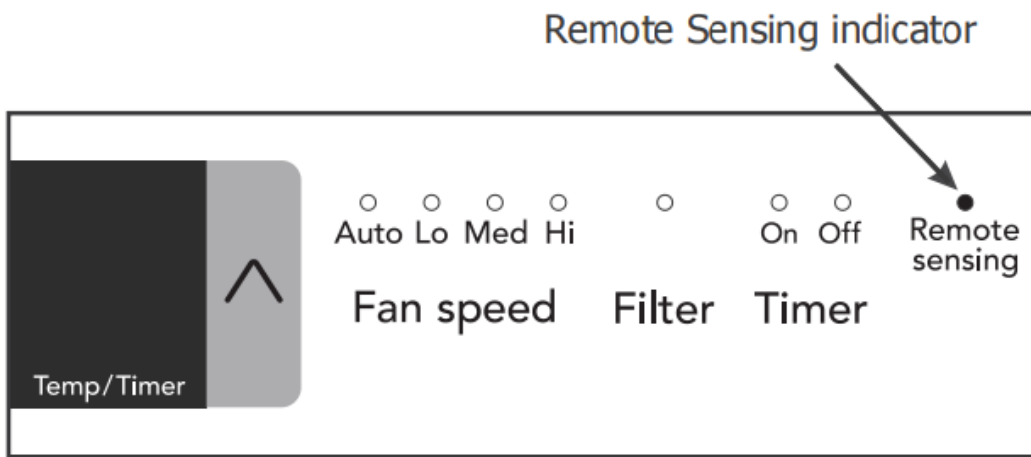 Remote Sensing indicator
Auto Lo Med Hi
On Off
Remote
sensing
Fan speed
Filter
Timer
Temp/Timer